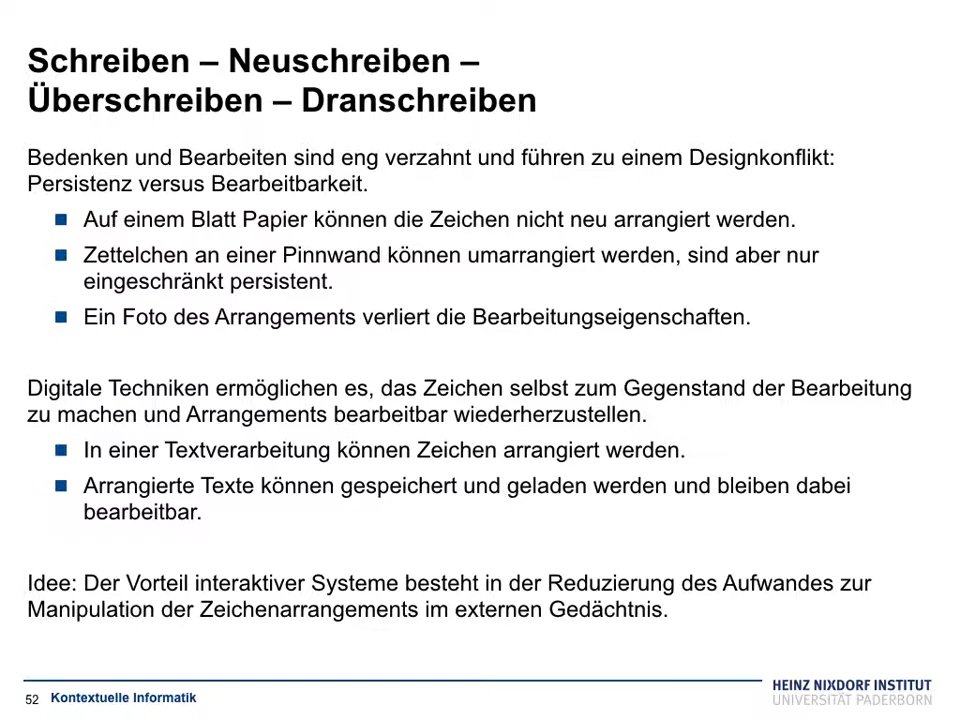 Schreiben – Neuschreiben –
Überschreiben – Dranschreiben
Bedenken und Bearbeiten sind eng verzahnt und führen zu einem Designkonflikt:
Persistenz versus Bearbeitbarkeit.
Auf einem Blatt Papier können die Zeichen nicht neu arrangiert werden.
Zettelchen an einer Pinnwand können umarrangiert werden, sind aber nur
eingeschränkt persistent.
Ein Foto des Arrangements verliert die Bearbeitungseigenschaften.
Digitale Techniken ermöglichen es, das Zeichen selbst zum Gegenstand der Bearbeitung
zu machen und Arrangements bearbeitbar wiederherzustellen.
In einer Textverarbeitung können Zeichen arrangiert werden.
Arrangierte Texte können gespeichert und geladen werden und bleiben dabei
bearbeitbar.
Idee: Der Vorteil interaktiver Systeme besteht in der Reduzierung des Aufwandes zur
Manipulation der Zeichenarrangements im externen Gedächtnis.
52 Kontextuelle Informatik
HEINZ NIXDORF INSTITUT
UNIVERSITÄT PADERBORN